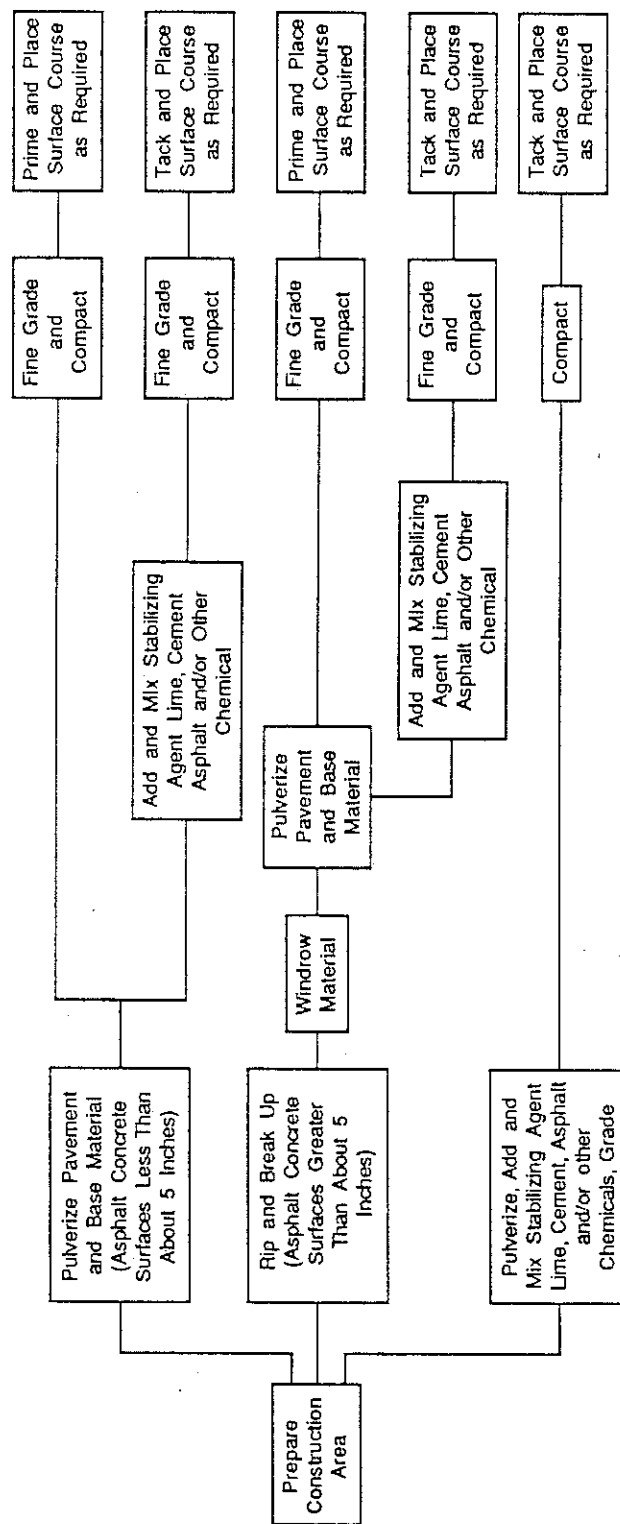 Prepare
Construction
Area
Pulverize Pavement
and Base Material
(Asphalt Concrete
Surfaces Less Than
About 5 Inches)
Add and Mix Stabilizing
Agent Lime, Cement
Asphalt and/or Other
Chemical
Fine Grade
and
Compact
Prime and Place
Surface Course
as Required
Fine Grade
and
Compact
Tack and Place
Surface Course
as Required
Rip and Break Up
(Asphalt Concrete
Surfaces Greater
Than About 5
Inches)
Windrow
Material
Pulverize
Pavement
and Base
Material
Fine Grade
and
Compact
Prime and Place
Surface Course
as Required
Add and Mix Stabilizing
Agent Lime, Cement
Asphalt and/or Other
Chemical
Fine Grade
and
Compact
Tack and Place
Surface Course
as Required
Pulverize, Add and
Mix Stabilizing Agent
Lime, Cement, Asphalt
and/or other
Chemicals, Grade
Compact
Tack and Place
Surface Course
as Required